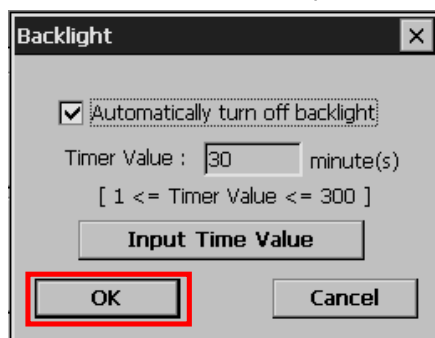 Backlight
Automatically turn off backlight
Timer Value : 30 minute(s)
[ 1 <= Timer Value <= 300 ]
Input Time Value
OK Cancel